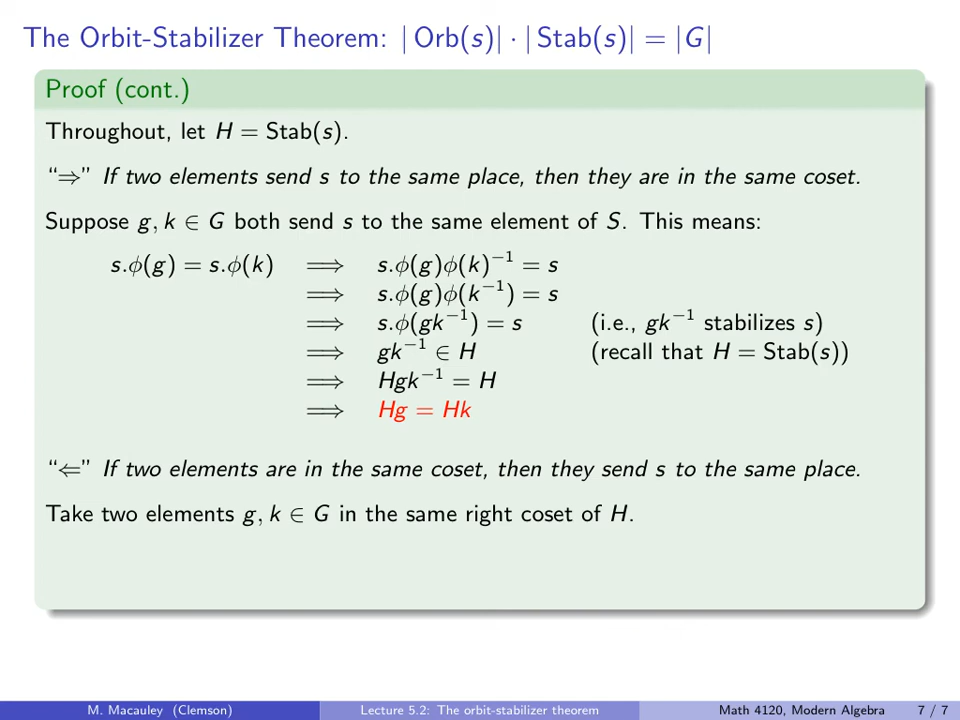 The Orbit-Stabilizer Theorem: | Orb(s)| · | Stab(s)| = |G|
Proof (cont.)
Throughout, let H = Stab(s).
“⇒” If two elements send s to the same place, then they are in the same coset.
Suppose g, k ∈ G both send s to the same element of S. This means:
s.ϕ(g) = s.ϕ(k) ⟹ s.ϕ(g)ϕ(k)⁻¹ = s
⟹ s.ϕ(g)ϕ(k⁻¹) = s
⟹ s.ϕ(gk⁻¹) = s (i.e., gk⁻¹ stabilizes s)
⟹ gk⁻¹ ∈ H (recall that H = Stab(s))
⟹ Hgk⁻¹ = H
⟹ Hg = Hk
“⇐” If two elements are in the same coset, then they send s to the same place.
Take two elements g, k ∈ G in the same right coset of H.
M. Macauley (Clemson) Lecture 5.2: The orbit-stabilizer theorem Math 4120, Modern Algebra 7 / 7